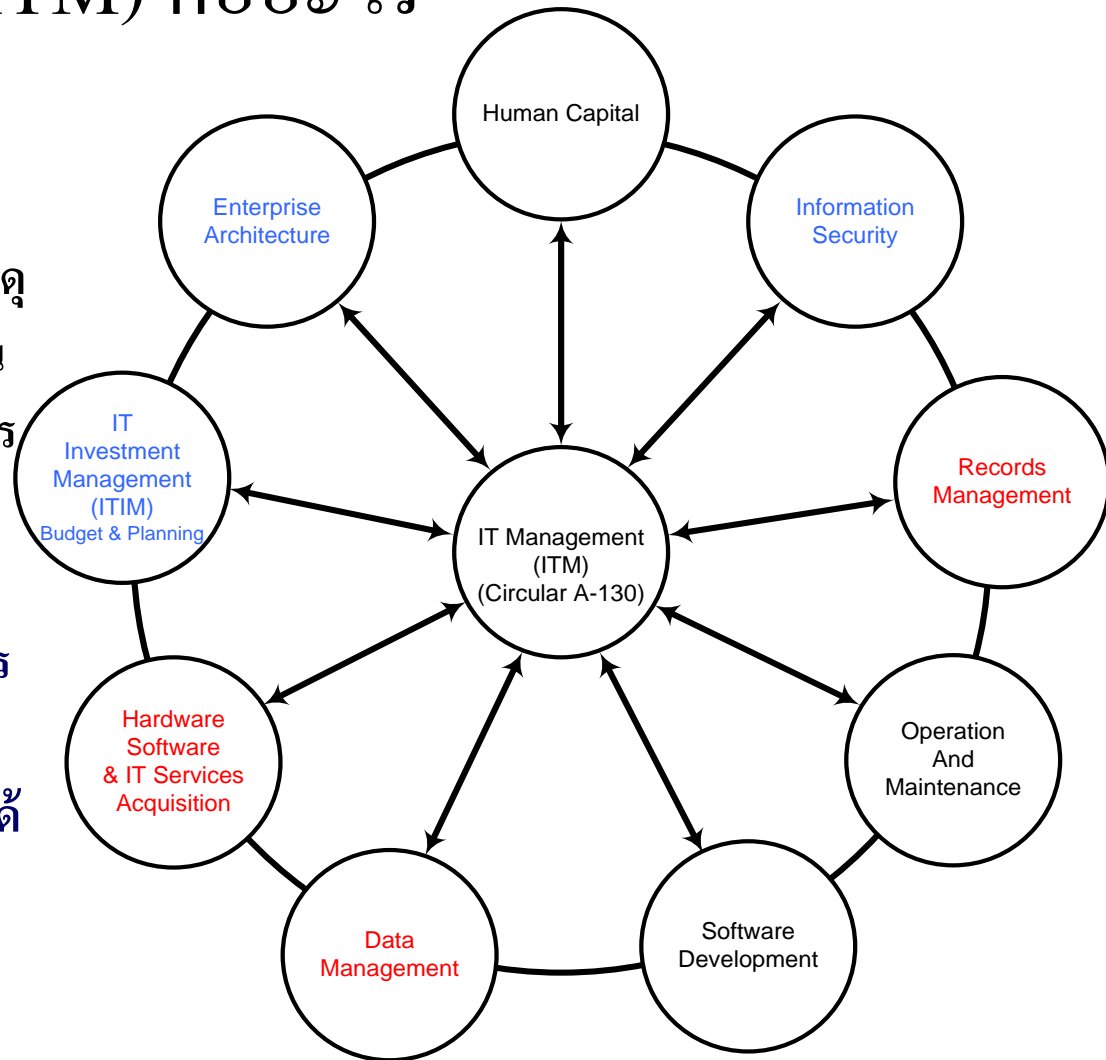 Human Capital
Enterprise
Architecture
Information
Security
IT
Investment
Management
(ITIM)
Budget & Planning
Records
Management
IT Management
(ITM)
(Circular A-130)
Hardware
Software
& IT Services
Acquisition
Operation
And
Maintenance
Data
Management
Software
Development